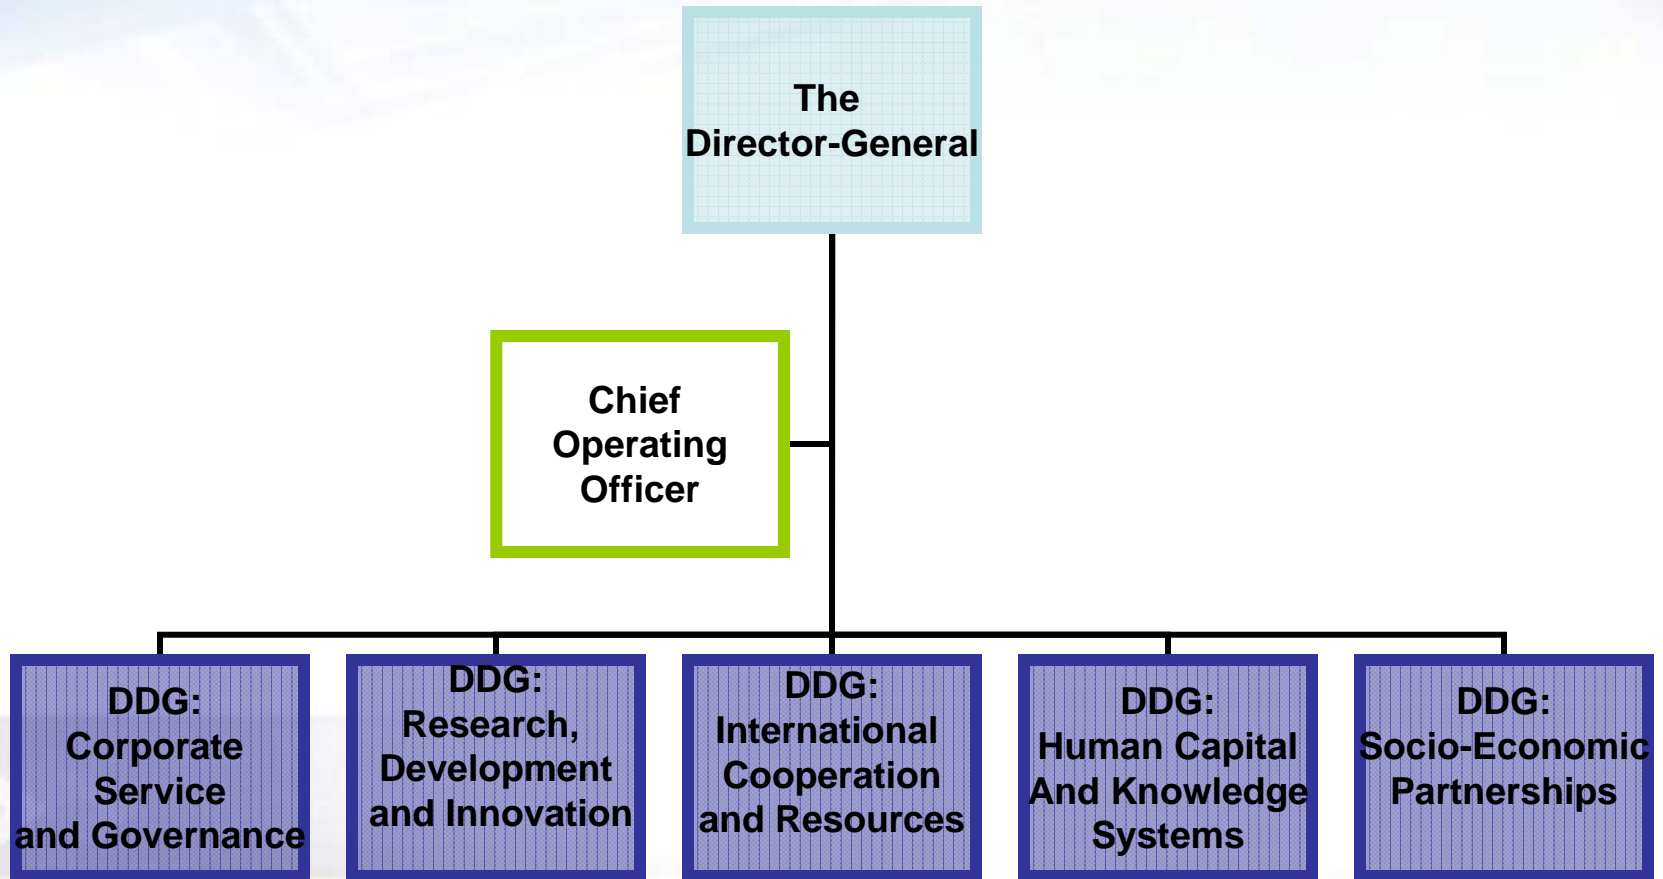 The
Director-General
Chief
Operating
Officer
DDG:
Corporate
Service
and Governance
DDG:
Research,
Development
and Innovation
DDG:
International
Cooperation
and Resources
DDG:
Human Capital
And Knowledge
Systems
DDG:
Socio-Economic
Partnerships